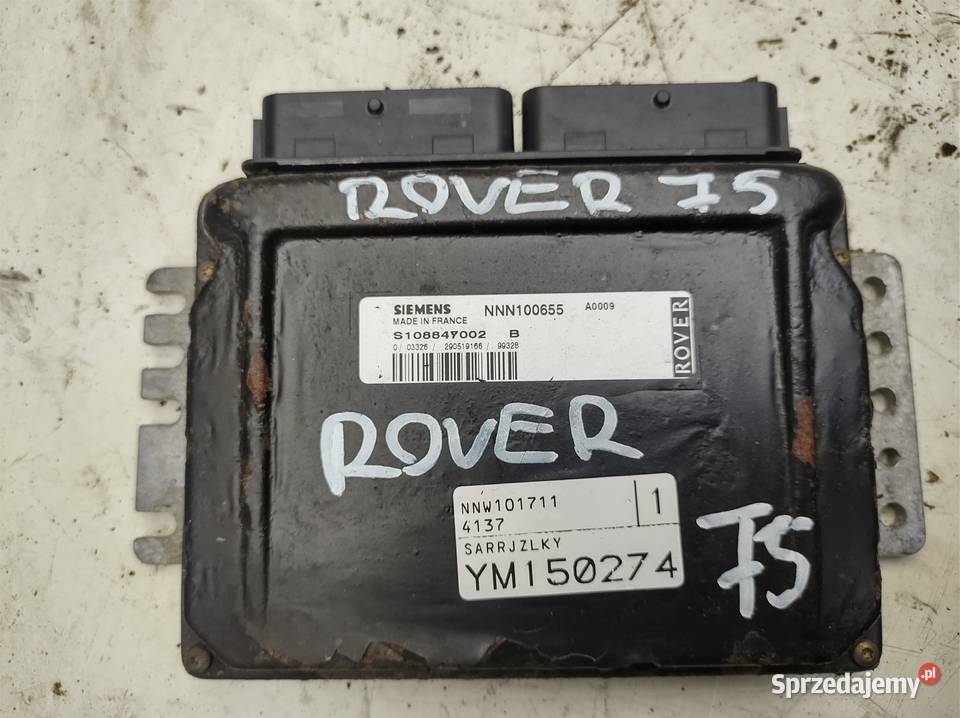 ROVER 75
SIEMENS NNN100655 A0009
MADE IN FRANCE
S108847002 B
0/ 03326 / 290519166 / 99328
ROVER
ROVER
NNW101711 1
4137
SARRJZLKY
YM150274
75
Sprzedajemy.pl